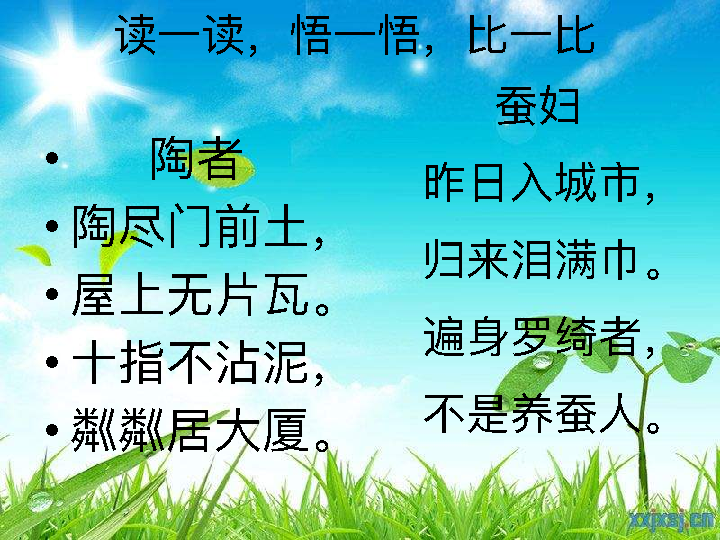 读一读，悟一悟，比一比
• 陶者
• 陶尽门前土，
• 屋上无片瓦。
• 十指不沾泥，
• 粼粼居大厦。
蚕妇
昨日入城市，
归来泪满巾。
遍身罗绮者，
不是养蚕人。
xxjxsj.cn